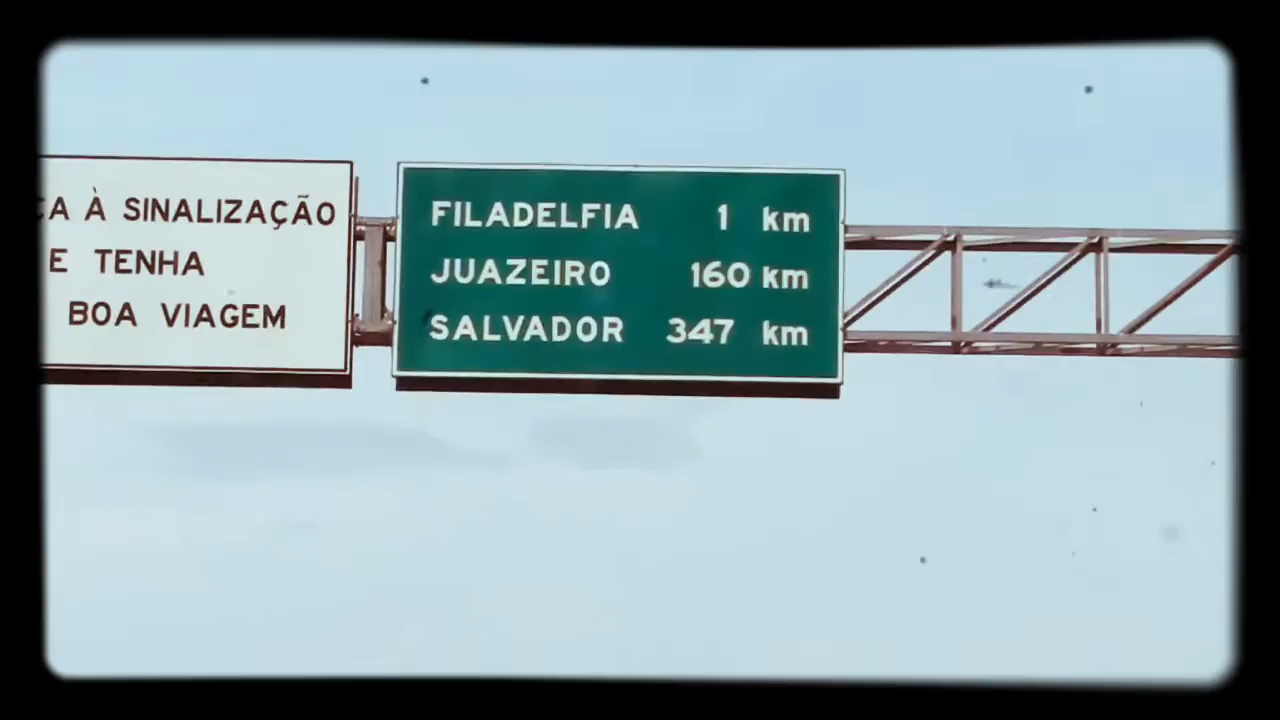 À SINALIZAÇÃO
E TENHA
BOA VIAGEM
FILADELFIA 1 km
JUAZEIRO 160 km
SALVADOR 347 km